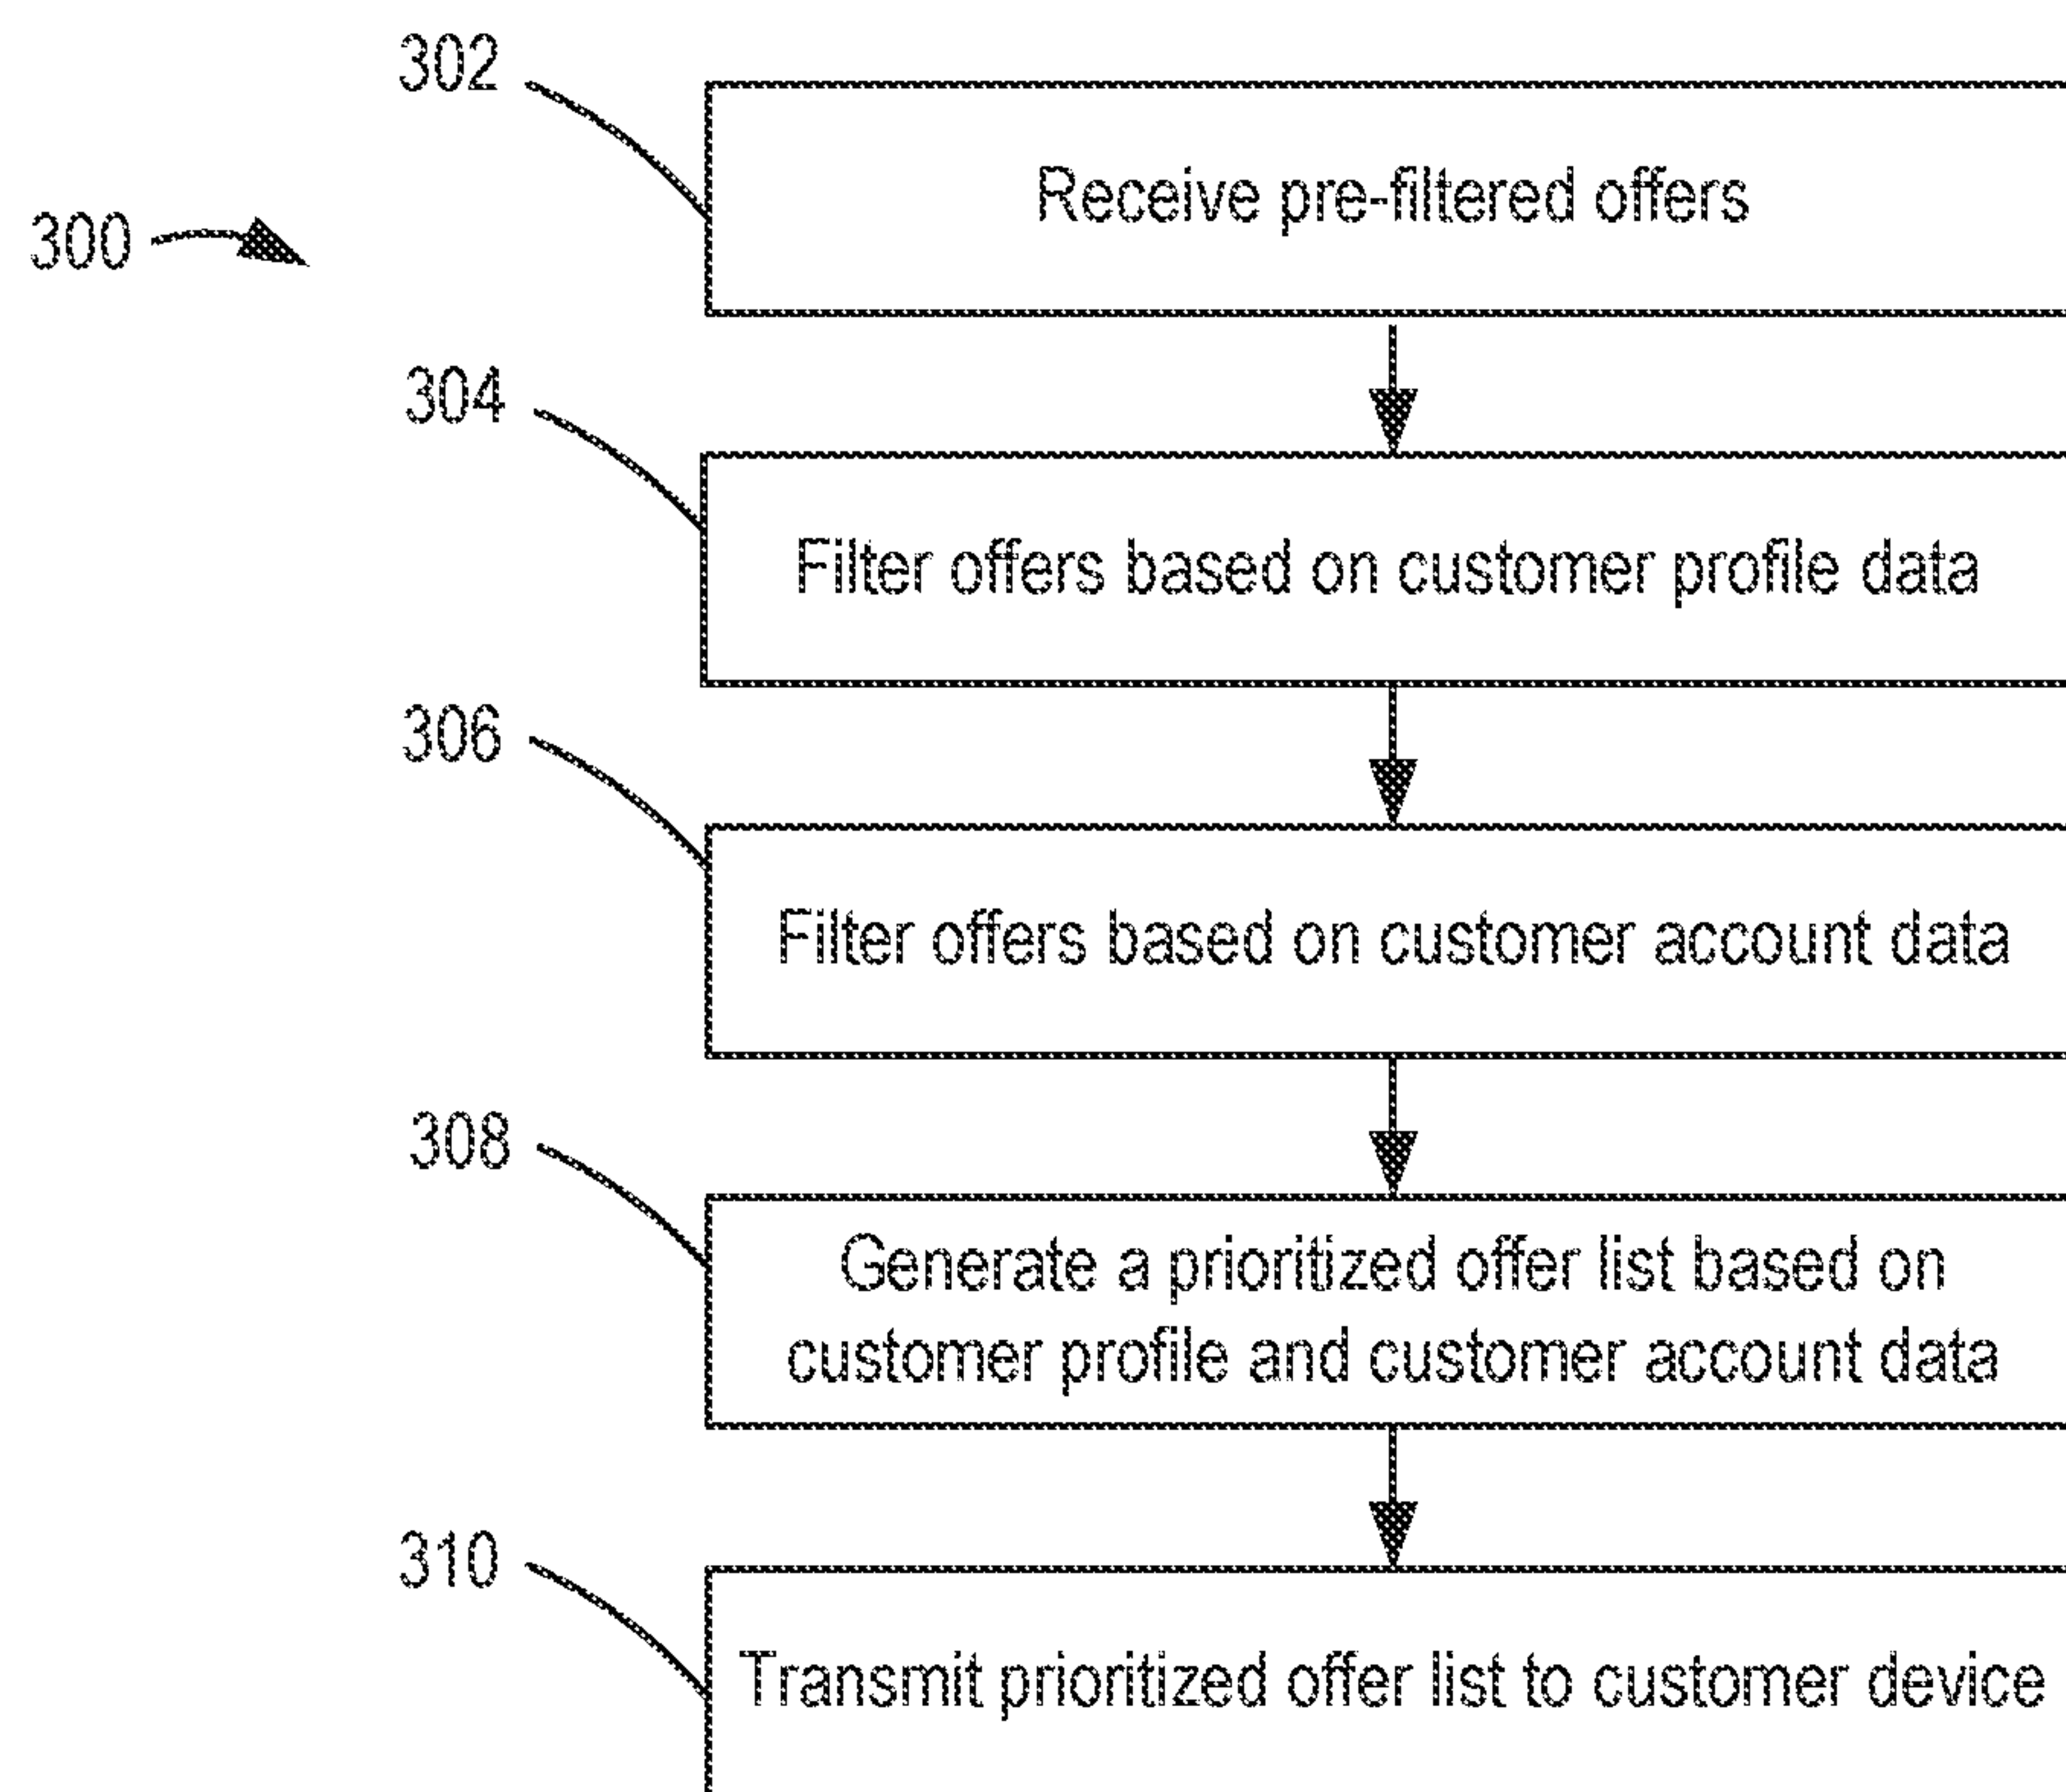 302
Receive pre-filtered offers
300
304
Filter offers based on customer profile data
306
Filter offers based on customer account data
308
Generate a prioritized offer list based on
customer profile and customer account data
310
Transmit prioritized offer list to customer device